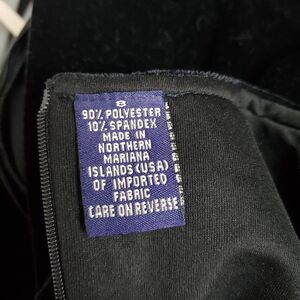 8
90% POLYESTER
10% SPANDEX
MADE IN
NORTHERN
MARIANA
ISLANDS (USA)
OF IMPORTED
FABRIC
CARE ON REVERSE